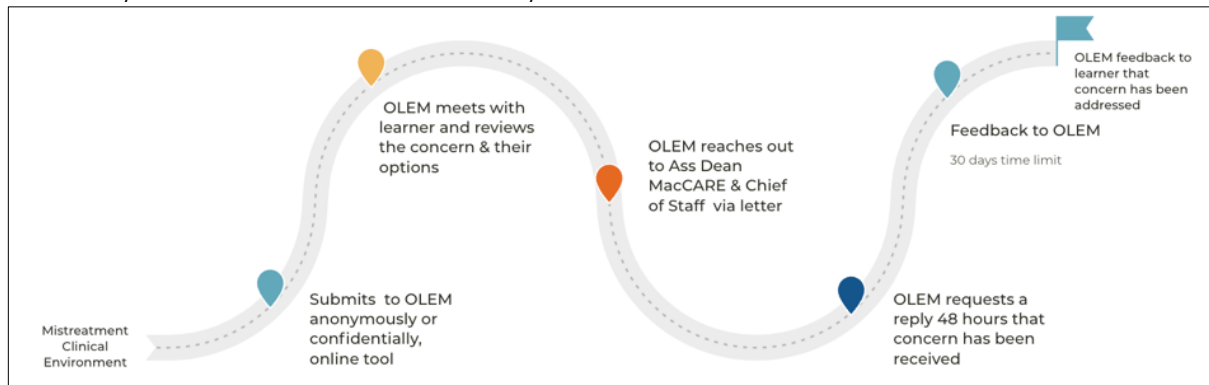 Mistreatment
Clinical
Environment
Submits to OLEM
anonymously or
confidentially,
online tool
OLEM meets with
learner and reviews
the concern & their
options
OLEM reaches out
to Ass Dean
MacCARE & Chief
of Staff via letter
OLEM requests a
reply 48 hours that
concern has been
received
Feedback to OLEM
30 days time limit
OLEM feedback to
learner that
concern has been
addressed